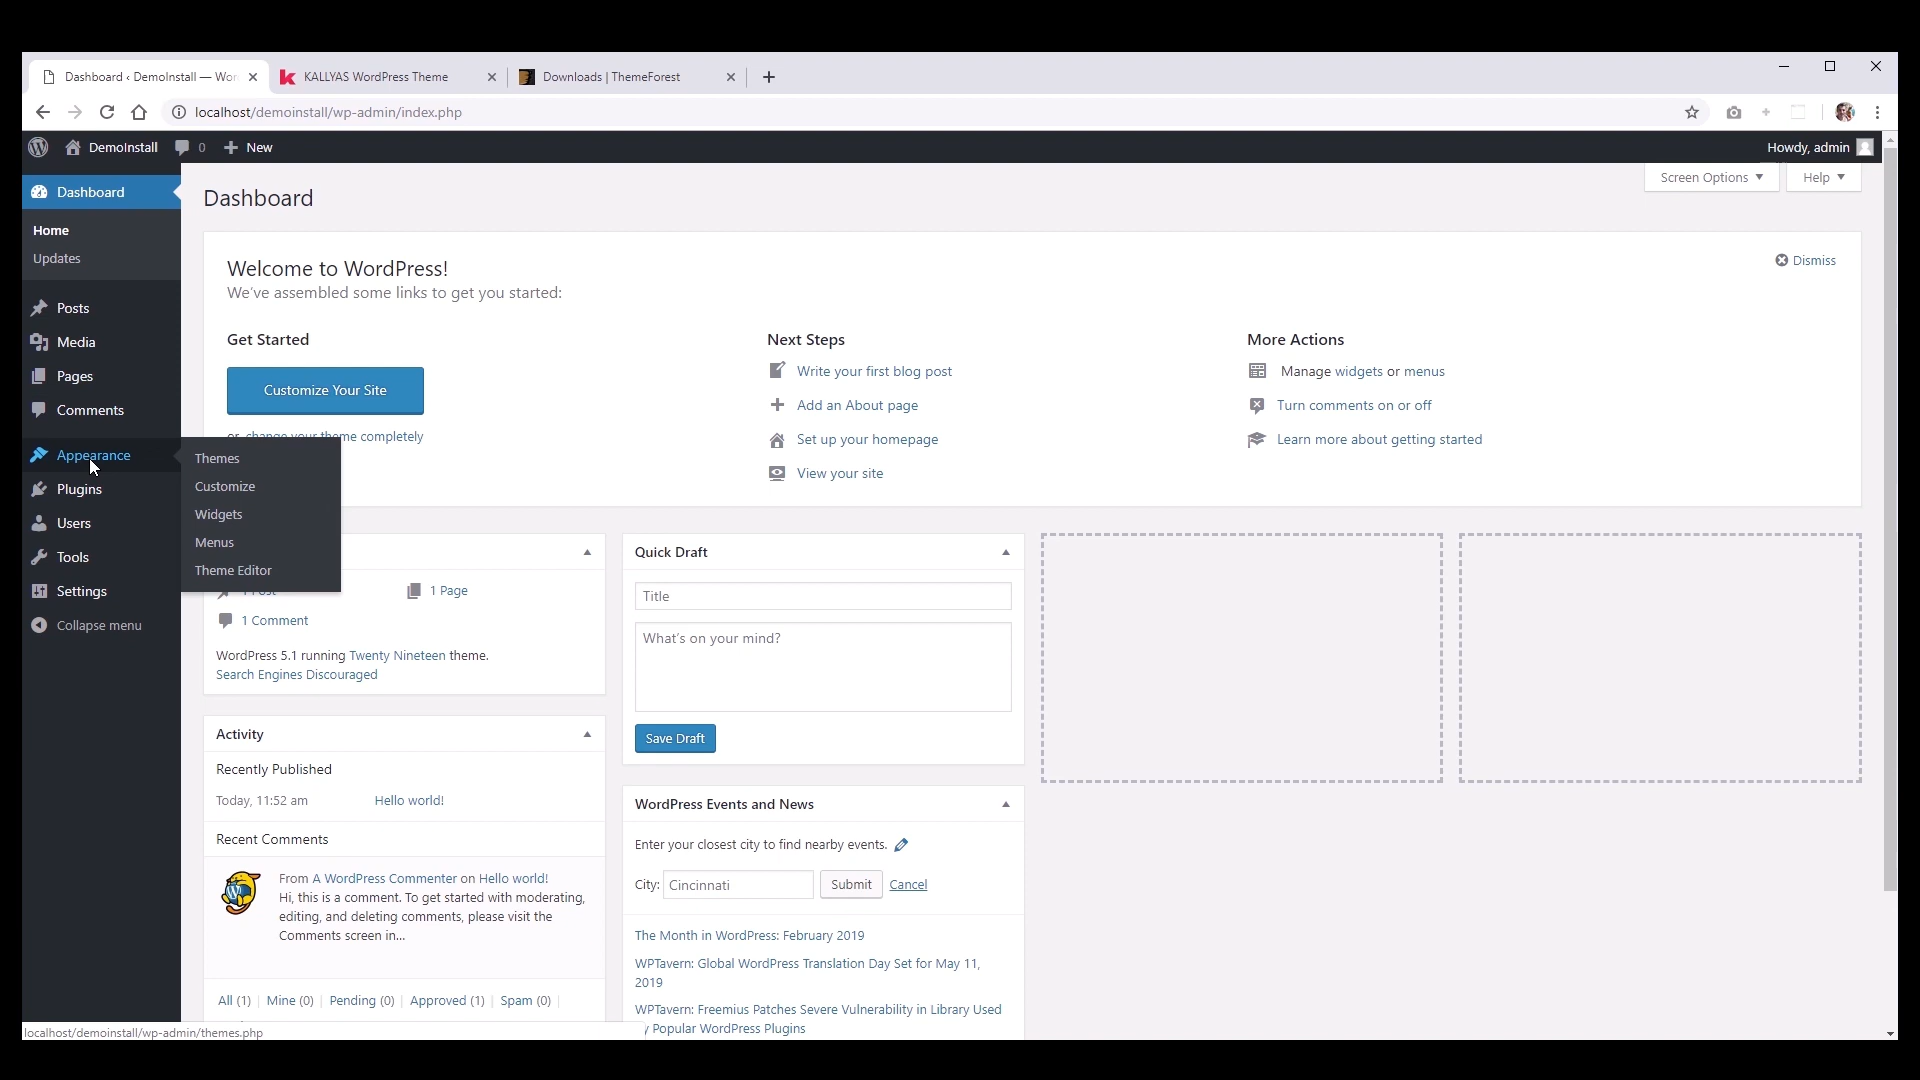 Dashboard ‹ DemoInstall — Wor
KALLYAS WordPress Theme
Downloads | ThemeForest
localhost/demoinstall/wp-admin/index.php
DemoInstall
0
New
Howdy, admin
Dashboard
Home
Updates
Posts
Media
Pages
Comments
Appearance
Plugins
Users
Tools
Settings
Collapse menu
Themes
Customize
Widgets
Menus
Theme Editor
Dashboard
Screen Options
Help
Welcome to WordPress!
We've assembled some links to get you started:
Dismiss
Get Started
Customize Your Site
or, change your theme completely
Next Steps
Write your first blog post
Add an About page
Set up your homepage
View your site
More Actions
Manage widgets or menus
Turn comments on or off
Learn more about getting started
1 Post
1 Page
1 Comment
WordPress 5.1 running Twenty Nineteen theme.
Search Engines Discouraged
Activity
Recently Published
Today, 11:52 am
Hello world!
Recent Comments
From A WordPress Commenter on Hello world!
Hi, this is a comment. To get started with moderating,
editing, and deleting comments, please visit the
Comments screen in...
All (1) | Mine (0) | Pending (0) | Approved (1) | Spam (0) |
Quick Draft
Title
What's on your mind?
Save Draft
WordPress Events and News
Enter your closest city to find nearby events.
City:
Cincinnati
Submit
Cancel
The Month in WordPress: February 2019
WPTavern: Global WordPress Translation Day Set for May 11,
2019
WPTavern: Freemius Patches Severe Vulnerability in Library Used
y Popular WordPress Plugins
localhost/demoinstall/wp-admin/themes.php